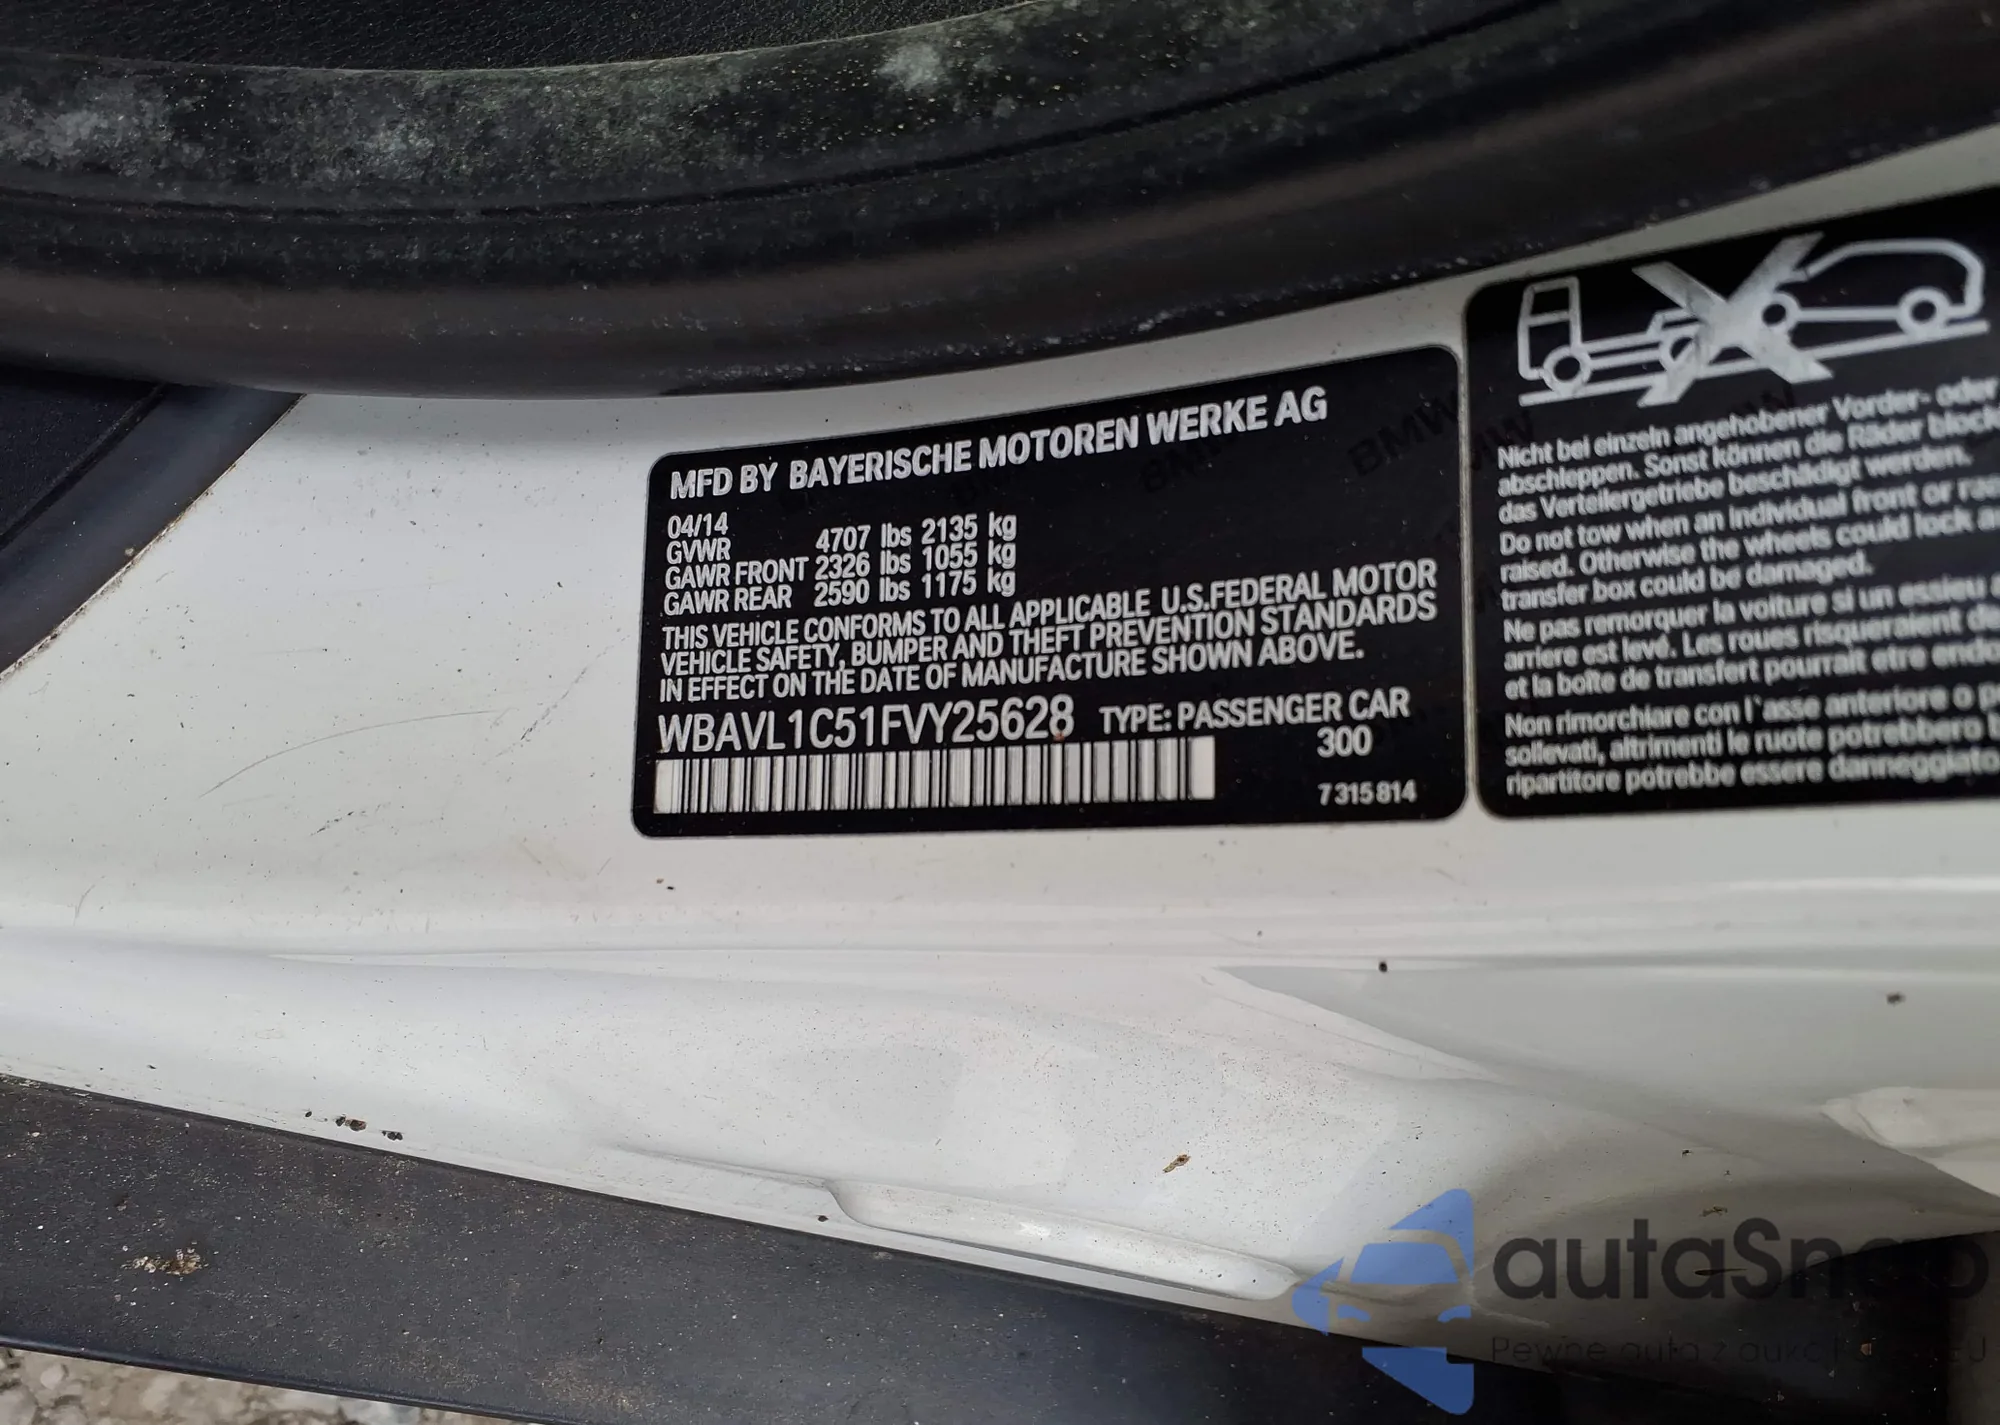 MFD BY BAYERISCHE MOTOREN WERKE AG
04/14
GVWR 4707 lbs 2135 kg
GAWR FRONT 2326 lbs 1055 kg
GAWR REAR 2590 lbs 1175 kg
THIS VEHICLE CONFORMS TO ALL APPLICABLE U.S.FEDERAL MOTOR
VEHICLE SAFETY, BUMPER AND THEFT PREVENTION STANDARDS
IN EFFECT ON THE DATE OF MANUFACTURE SHOWN ABOVE.
WBAVL1C51FVY25628 TYPE: PASSENGER CAR
300
7 315 814
Nicht bei einzeln angehobener Vorder- oder
abschleppen. Sonst können die Räder
das Verteilergetriebe beschädigt werden.
Do not tow when an individual front or
raised. Otherwise the wheels could lock
transfer box could be damaged.
Ne pas remorquer la voiture si un essieu
arriere est levé. Les roues risqueraient
et la boîte de transfert pourrait etre
Non rimorchiare con l'asse anteriore o
sollevati, altrimenti le ruote potrebbero
ripartitore potrebbe essere danneggiato
autaSnap
Pewne auta z